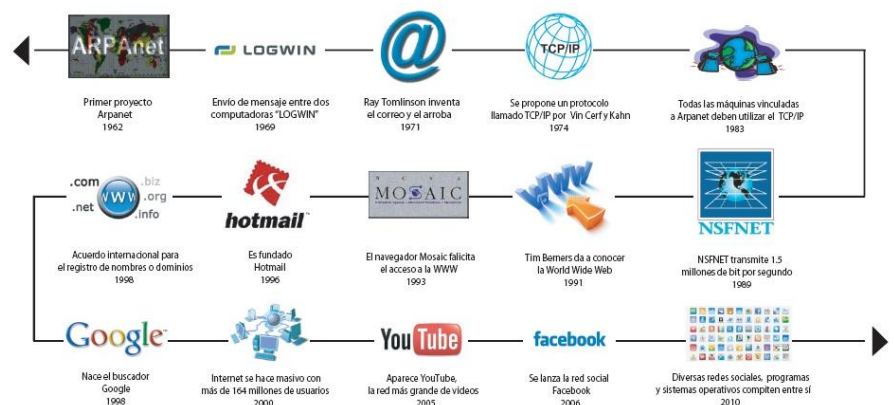 ARPAnet
Primer proyecto
Arpanet
1962
LOGWIN
Envío de mensaje entre dos
computadoras "LOGWIN"
1969
@
Ray Tomlinson inventa
el correo y el arroba
1971
TCP/IP
Se propone un protocolo
llamado TCP/IP por Vin Cerf y Kahn
1974
Todas las máquinas vinculadas
a Arpanet deben utilizar el TCP/IP
1983
.com
.biz
www
.org
.net
.info
Acuerdo internacional para
el registro de nombres o dominios
1998
hotmail
Es fundado
Hotmail
1996
NCSA
MOSAIC
El navegador Mosaic falicita
el acceso a la WWW
1993
WWW
Tim Berners da a conocer
la World Wide Web
1991
NSFNET
NSFNET transmite 1.5
millones de bit por segundo
1989
Google
Nace el buscador
Google
1998
Internet se hace masivo con
más de 164 millones de usuarios
2000
YouTube
Aparece YouTube,
la red más grande de videos
2005
facebook
Se lanza la red social
Facebook
2006
Diversas redes sociales, programas
y sistemas operativos compiten entre sí
2010